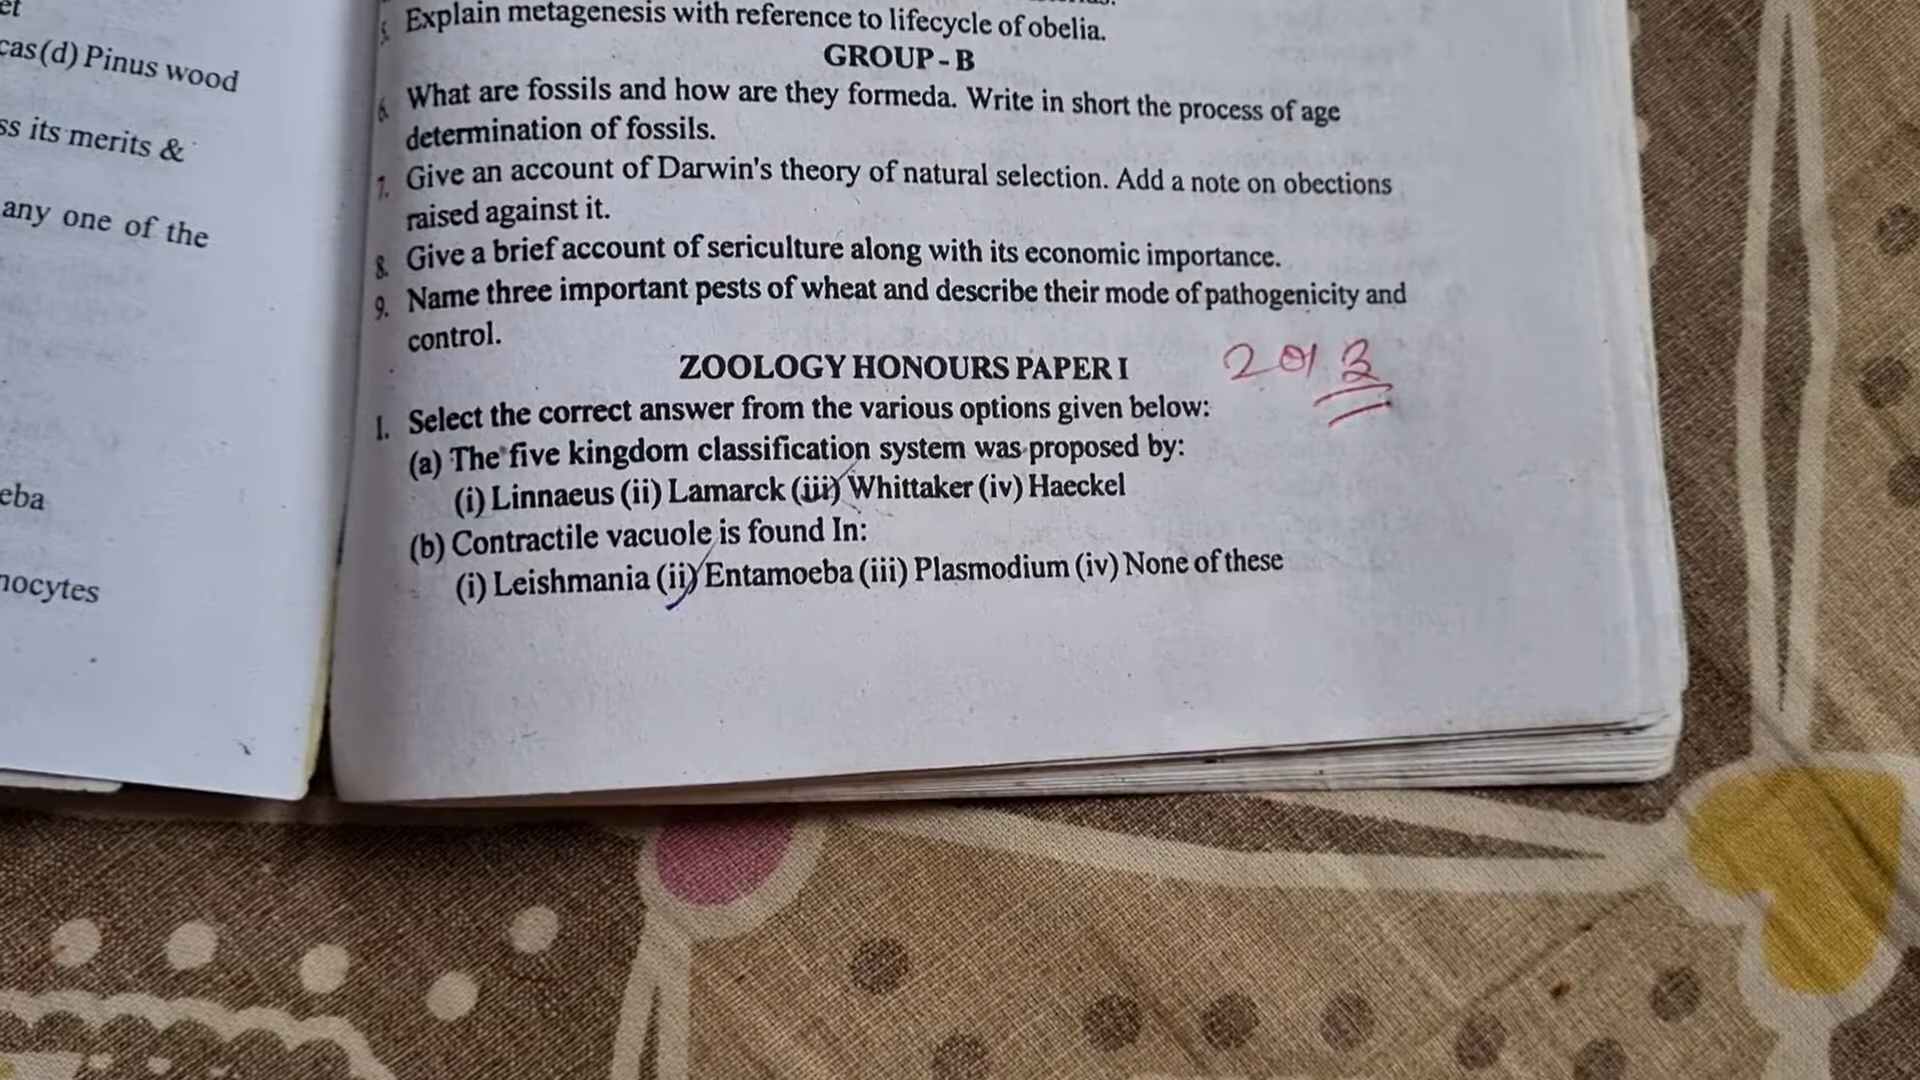 et
cas(d) Pinus wood
ss its merits &
any one of the
eba
nocytes
5. Explain metagenesis with reference to lifecycle of obelia.
GROUP - B
6. What are fossils and how are they formeda. Write in short the process of age
determination of fossils.
7. Give an account of Darwin's theory of natural selection. Add a note on obections
raised against it.
8. Give a brief account of sericulture along with its economic importance.
9. Name three important pests of wheat and describe their mode of pathogenicity and
control.
ZOOLOGY HONOURS PAPER I 2013
1. Select the correct answer from the various options given below:
(a) The five kingdom classification system was proposed by:
(i) Linnaeus (ii) Lamarck (iii) Whittaker (iv) Haeckel
(b) Contractile vacuole is found In:
(i) Leishmania (ii) Entamoeba (iii) Plasmodium (iv) None of these